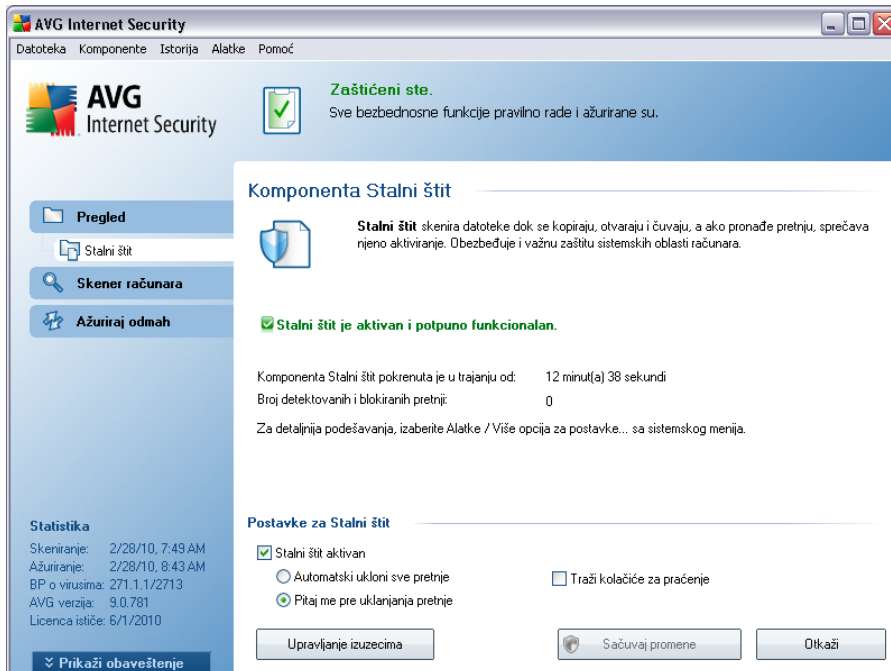 AVG Internet Security
Datoteka Komponente Istorija Alatke Pomoć
AVG
Internet Security
Zaštićeni ste.
Sve bezbednosne funkcije pravilno rade i ažurirane su.
Pregled
Stalni štit
Skener računara
Ažuriraj odmah
Komponenta Stalni štit
Stalni štit skenira datoteke dok se kopiraju, otvaraju i čuvaju, a ako pronađe pretnju, sprečava
njeno aktiviranje. Obezbeđuje i važnu zaštitu sistemskih oblasti računara.
Stalni štit je aktivan i potpuno funkcionalan.
Komponenta Stalni štit pokrenuta je u trajanju od: 12 minut(a) 38 sekundi
Broj detektovanih i blokiranih pretnji: 0
Za detaljnija podešavanja, izaberite Alatke / Više opcija za postavke... sa sistemskog menija.
Postavke za Stalni štit
Stalni štit aktivan
Automatski ukloni sve pretnje
Pitaj me pre uklanjanja pretnje
Traži kolačiće za praćenje
Upravljanje izuzecima
Sačuvaj promene
Otkaži
Statistika
Skeniranje: 2/28/10, 7:49 AM
Ažuriranje: 2/28/10, 8:43 AM
BP o virusima: 271.1.1/2713
AVG verzija: 9.0.781
Licenca ističe: 6/1/2010
Prikaži obaveštenje